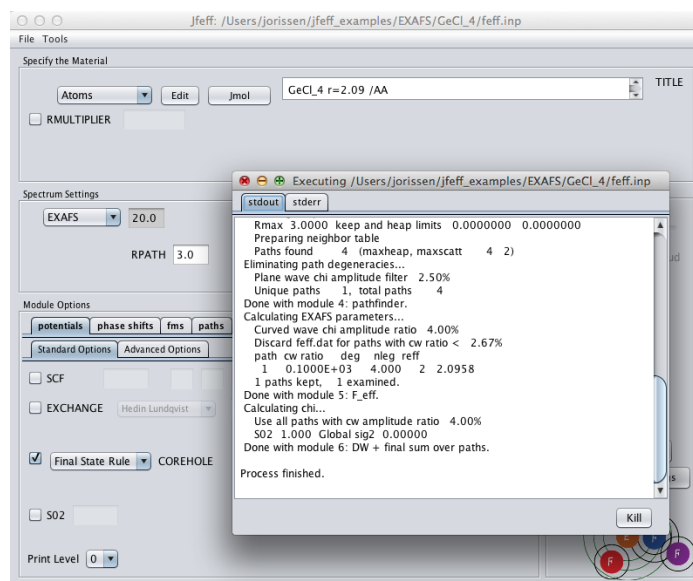 Jfeff: /Users/jorissen/jfeff_examples/EXAFS/GeCl_4/feff.inp
File Tools
Specify the Material
Atoms Edit Jmol GeCl_4 r=2.09 /AA TITLE
RMULTIPLIER
Spectrum Settings
EXAFS 20.0
RPATH 3.0
Module Options
potentials phase shifts fms paths
Standard Options Advanced Options
SCF
EXCHANGE Hedin Lundqvist
Final State Rule COREHOLE
S02
Print Level 0
Executing /Users/jorissen/jfeff_examples/EXAFS/GeCl_4/feff.inp
stdout stderr
Rmax 3.0000 keep and heap limits 0.0000000 0.0000000
Preparing neighbor table
Paths found 4 (maxheap, maxscatt 4 2)
Eliminating path degeneracies...
Plane wave chi amplitude filter 2.50%
Unique paths 1, total paths 4
Done with module 4: pathfinder.
Calculating EXAFS parameters...
Curved wave chi amplitude ratio 4.00%
Discard feff.dat for paths with cw ratio < 2.67%
path cw ratio deg nleg reff
1 0.1000E+03 4.000 2 2.0958
1 paths kept, 1 examined.
Done with module 5: F_eff.
Calculating chi...
Use all paths with cw amplitude ratio 4.00%
S02 1.000 Global sig2 0.00000
Done with module 6: DW + final sum over paths.
Process finished.
Kill
E F
F F